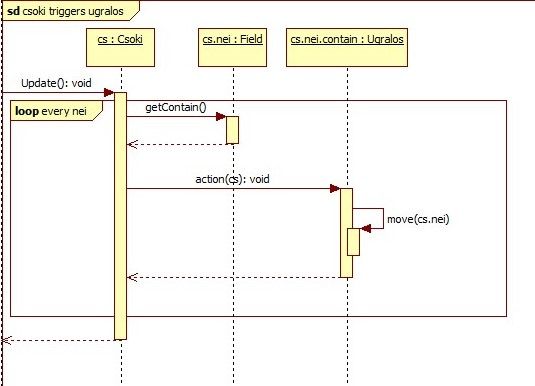 sd csoki triggers ugralos
cs : Csoki
cs.nei : Field
cs.nei.contain : Ugralos
Update(): void
loop every nei
getContain()
action(cs): void
move(cs.nei)